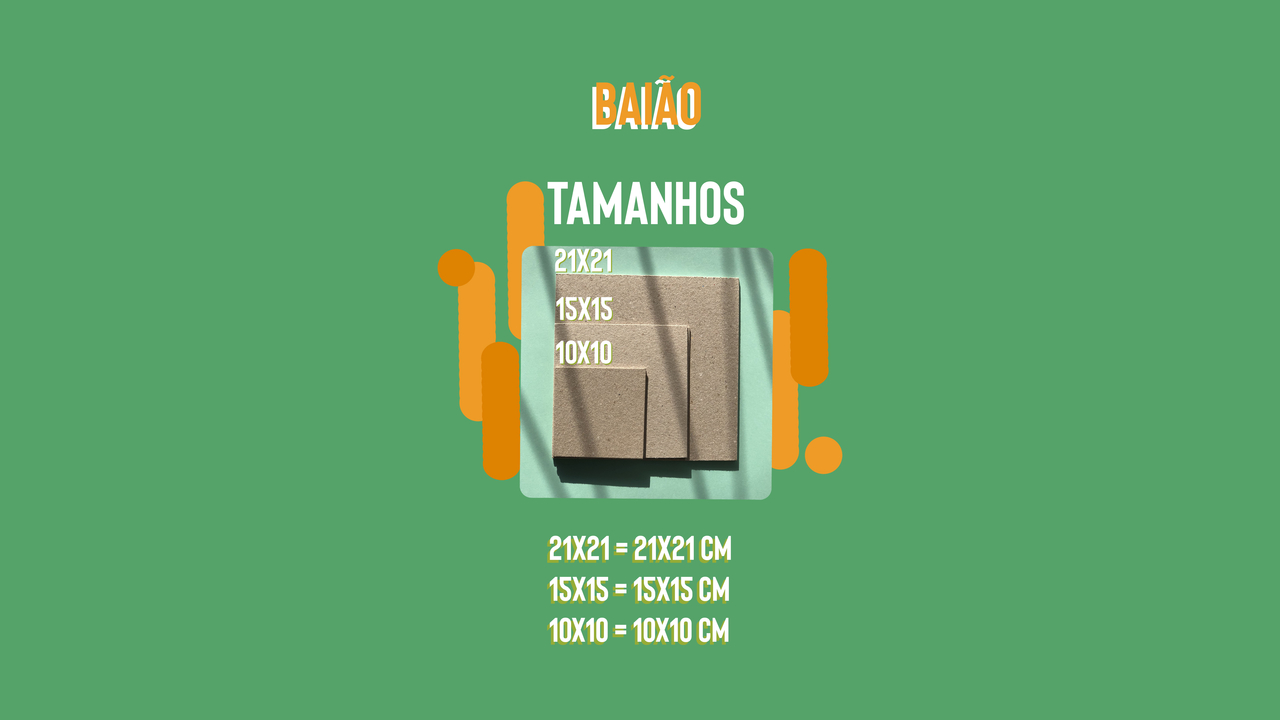 BAIÃO
TAMANHOS
21X21
15X15
10X10
21X21 = 21X21 CM
15X15 = 15X15 CM
10X10 = 10X10 CM